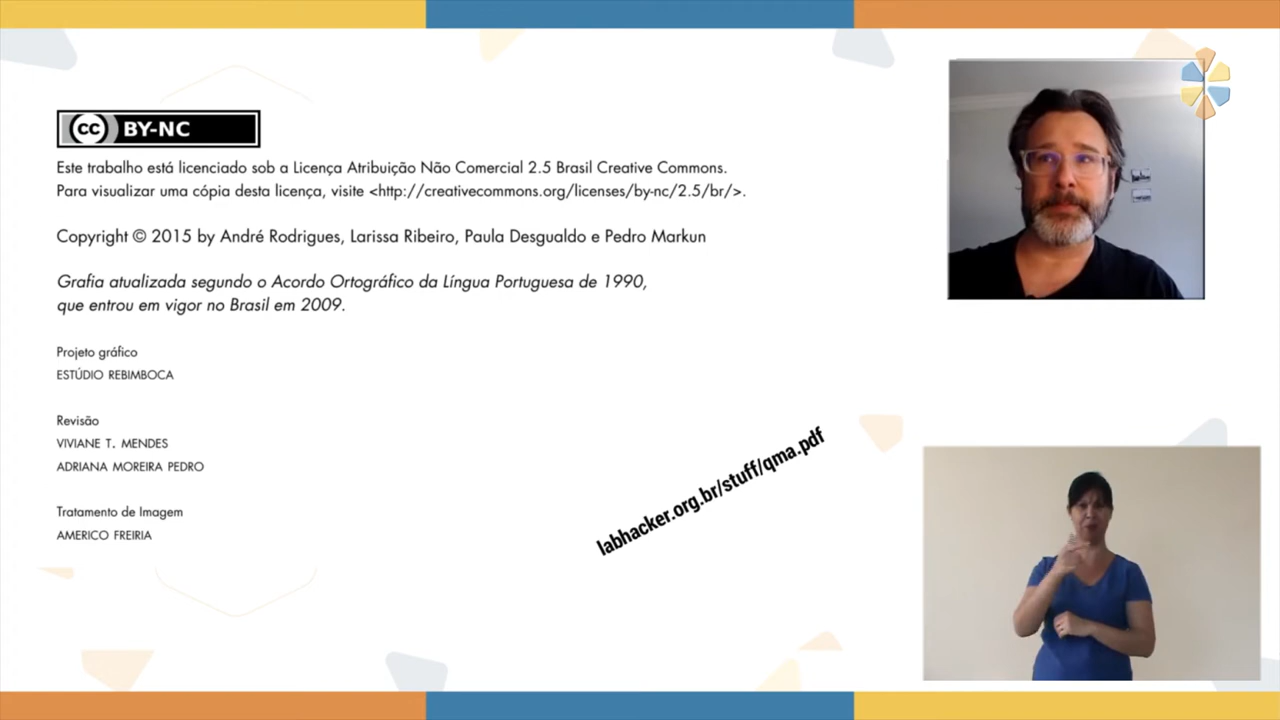 cc BY-NC
Este trabalho está licenciado sob a Licença Atribuição Não Comercial 2.5 Brasil Creative Commons.
Para visualizar uma cópia desta licença, visite <http://creativecommons.org/licenses/by-nc/2.5/br/>.
Copyright © 2015 by André Rodrigues, Larissa Ribeiro, Paula Desgualdo e Pedro Markun
Grafia atualizada segundo o Acordo Ortográfico da Língua Portuguesa de 1990,
que entrou em vigor no Brasil em 2009.
Projeto gráfico
ESTÚDIO REBIMBOCA
Revisão
VIVIANE T. MENDES
ADRIANA MOREIRA PEDRO
Tratamento de Imagem
AMERICO FREIRIA
labhacker.org.br/stuff/qma.pdf